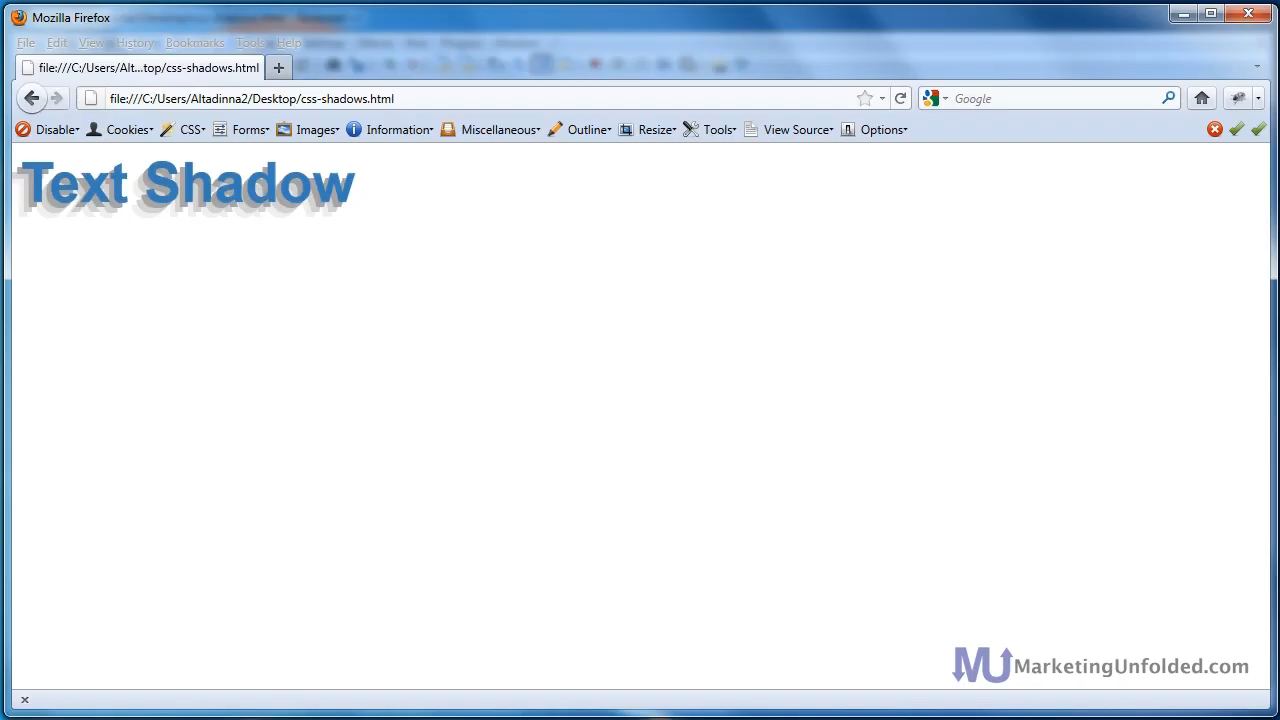 Mozilla Firefox
File Edit View History Bookmarks Tools Help
file:///C:/Users/Alt...top/css-shadows.html
file:///C:/Users/Altadinna2/Desktop/css-shadows.html Google
Disable Cookies CSS Forms Images Information Miscellaneous Outline Resize Tools View Source Options
Text Shadow
MU MarketingUnfolded.com